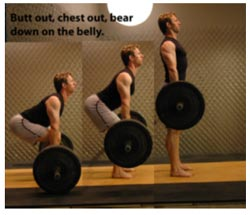 Butt out, chest out, bear
down on the belly.